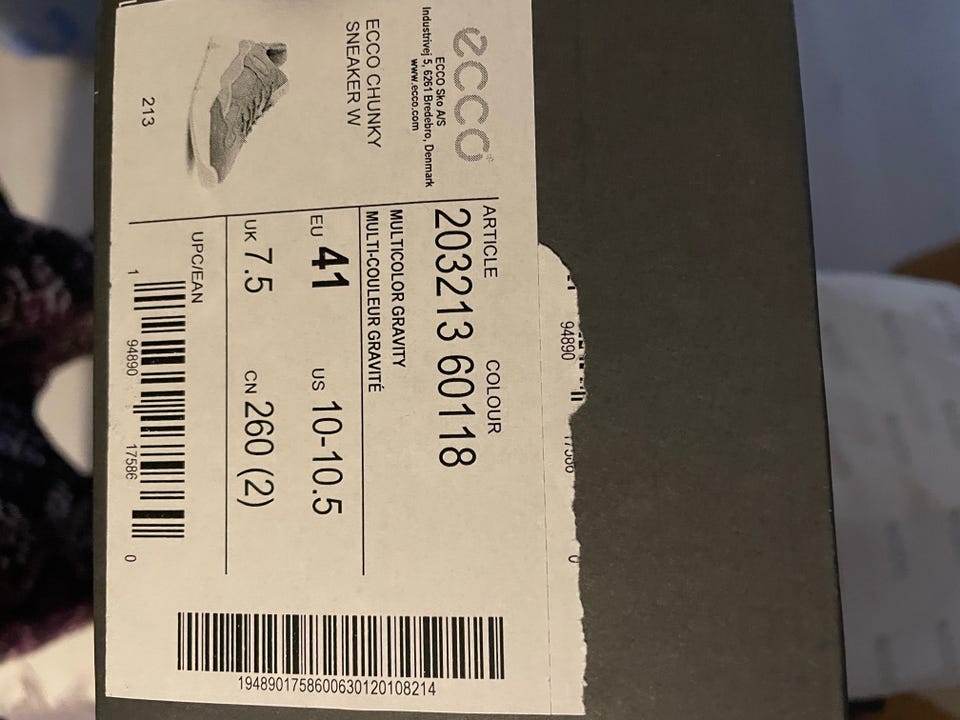 ecco
ECCO Sko A/S
Industrivej 5, 6261 Bredebro, Denmark
www.ecco.com
ECCO CHUNKY
SNEAKER W
213
ARTICLE COLOUR
203213 60118
MULTICOLOR GRAVITY
MULTI-COULEUR GRAVITÉ
EU 41 US 10-10.5
UK 7.5 CN 260 (2)
UPC/EAN
1 94890 17586 0
1948901758600630120108214
94890
0